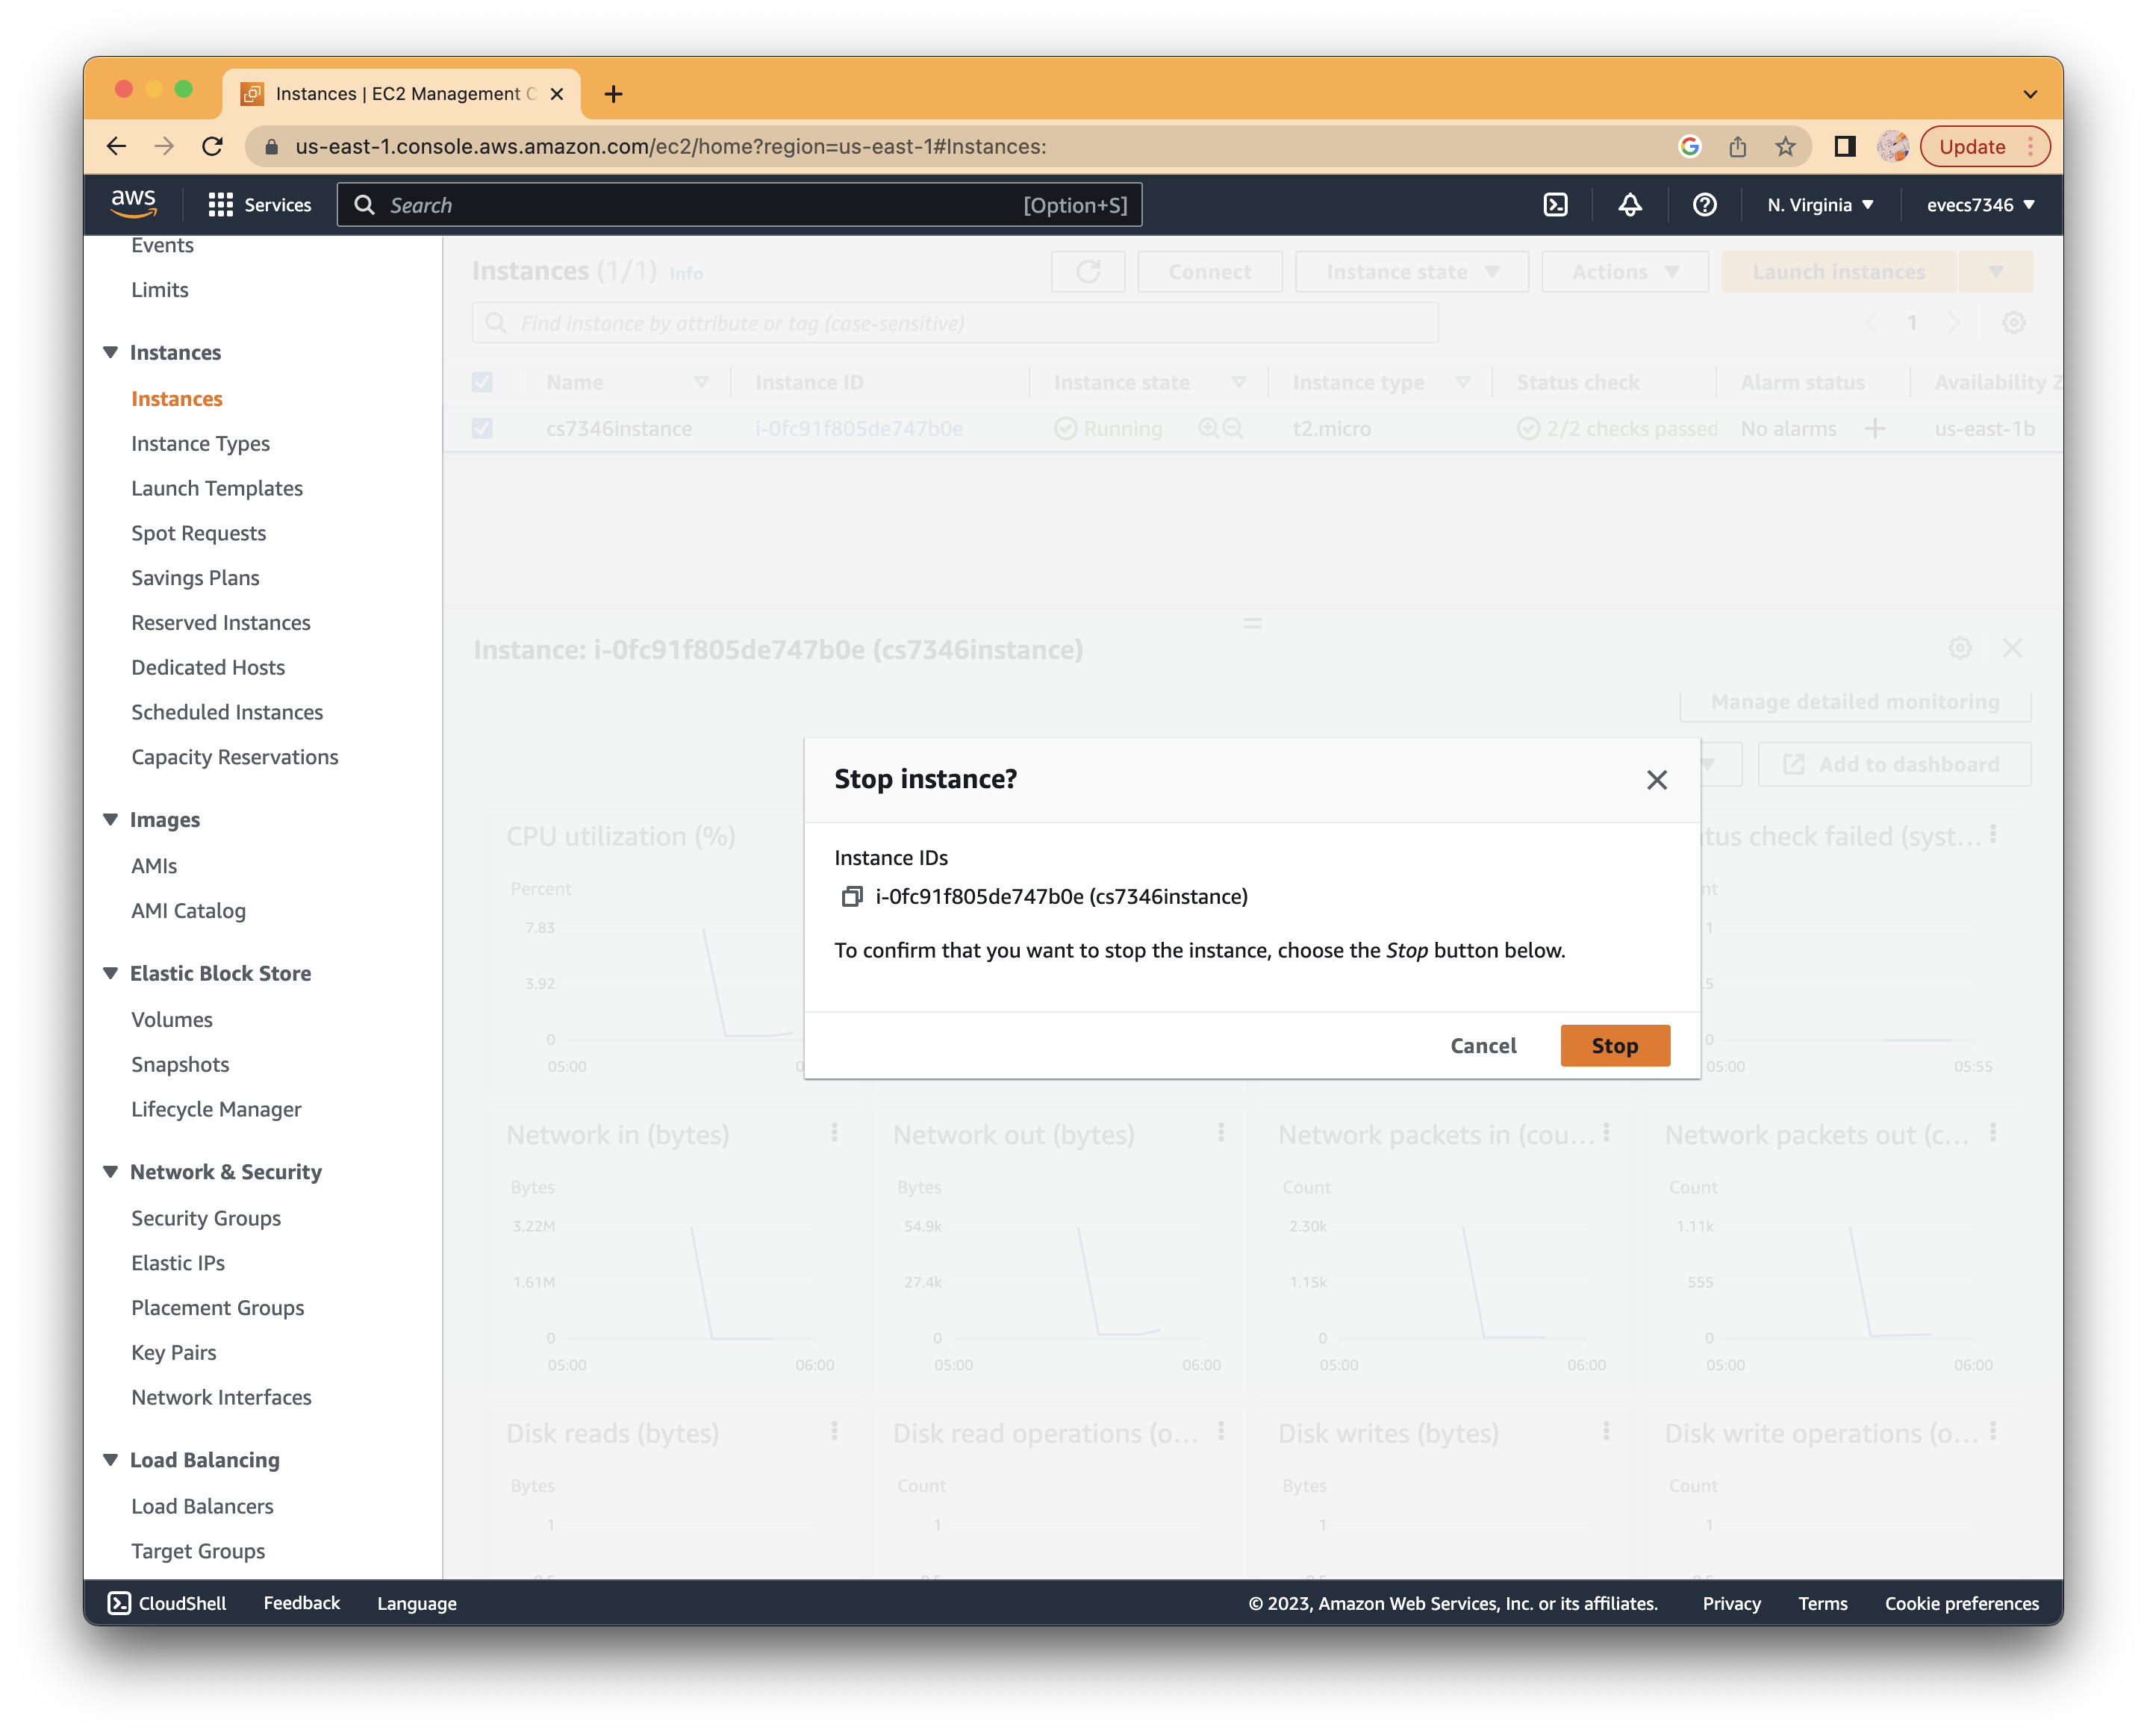 Instances | EC2 Management C
us-east-1.console.aws.amazon.com/ec2/home?region=us-east-1#Instances:
Update
aws
Services
Search
[Option+S]
N. Virginia
evecs7346
Events
Limits
Instances
Instances
Instance Types
Launch Templates
Spot Requests
Savings Plans
Reserved Instances
Dedicated Hosts
Scheduled Instances
Capacity Reservations
Images
AMIs
AMI Catalog
Elastic Block Store
Volumes
Snapshots
Lifecycle Manager
Network & Security
Security Groups
Elastic IPs
Placement Groups
Key Pairs
Network Interfaces
Load Balancing
Load Balancers
Target Groups
Instances (1/1) Info
Connect
Instance state
Actions
Launch instances
Find instance by attribute or tag (case-sensitive)
1
Name
Instance ID
Instance state
Instance type
Status check
Alarm status
Availability Z
cs7346instance
i-0fc91f805de747b0e
Running
t2.micro
2/2 checks passed
No alarms
us-east-1b
Instance: i-0fc91f805de747b0e (cs7346instance)
Manage detailed monitoring
Add to dashboard
Stop instance?
Instance IDs
i-0fc91f805de747b0e (cs7346instance)
To confirm that you want to stop the instance, choose the Stop button below.
Cancel
Stop
CPU utilization (%)
Percent
7.83
3.92
0
05:00
0
tus check failed (syst...
nt
1
.5
0
05:00
05:55
Network in (bytes)
Bytes
3.22M
1.61M
0
05:00
06:00
Network out (bytes)
Bytes
54.9k
27.4k
0
05:00
06:00
Network packets in (cou...
Count
2.30k
1.15k
0
05:00
06:00
Network packets out (c...
Count
1.11k
555
0
05:00
06:00
Disk reads (bytes)
Bytes
1
Disk read operations (o...
Count
1
Disk writes (bytes)
Bytes
1
Disk write operations (o...
Count
1
CloudShell
Feedback
Language
© 2023, Amazon Web Services, Inc. or its affiliates.
Privacy
Terms
Cookie preferences